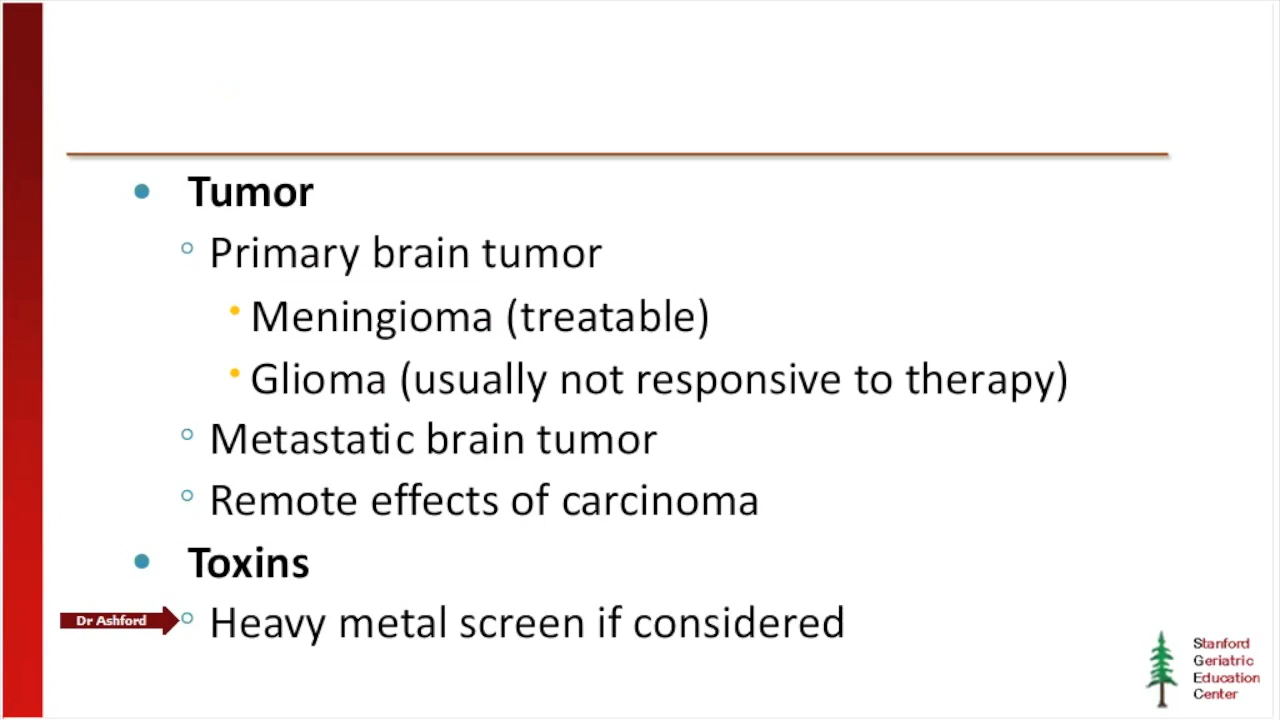 Tumor
Primary brain tumor
Meningioma (treatable)
Glioma (usually not responsive to therapy)
Metastatic brain tumor
Remote effects of carcinoma
Toxins
Dr Ashford
Heavy metal screen if considered
Stanford
Geriatric
Education
Center